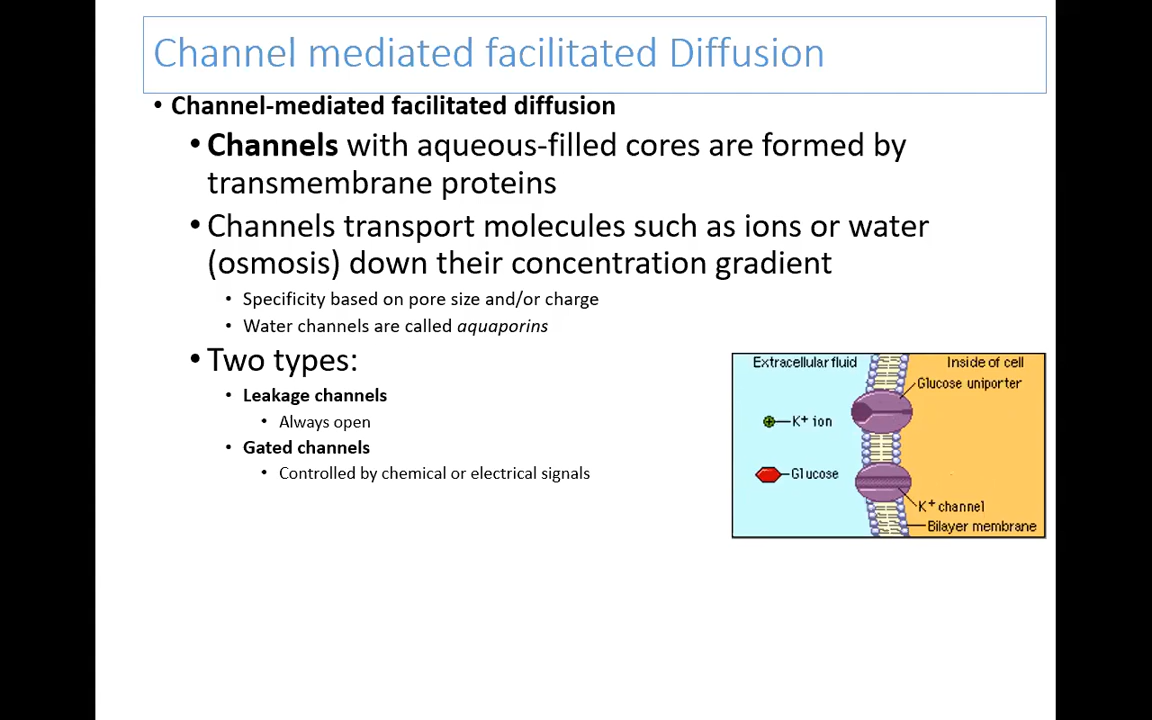 Channel mediated facilitated Diffusion
• Channel-mediated facilitated diffusion
• Channels with aqueous-filled cores are formed by
transmembrane proteins
• Channels transport molecules such as ions or water
(osmosis) down their concentration gradient
• Specificity based on pore size and/or charge
• Water channels are called aquaporins
• Two types:
• Leakage channels
• Always open
• Gated channels
• Controlled by chemical or electrical signals
Extracellular fluid
Inside of cell
Glucose uniporter
K+ ion
Glucose
K+ channel
Bilayer membrane